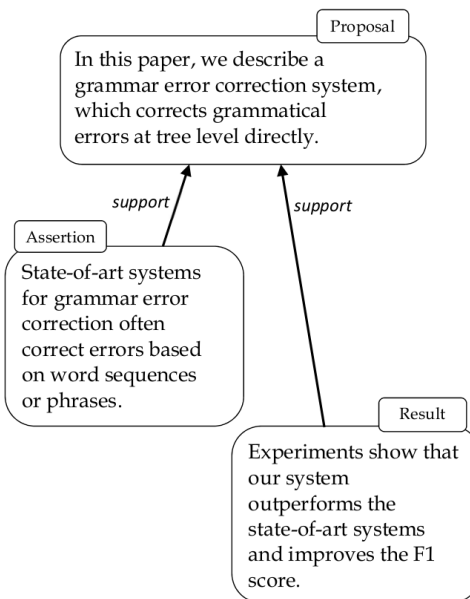 Proposal
In this paper, we describe a
grammar error correction system,
which corrects grammatical
errors at tree level directly.
support
support
Assertion
State-of-art systems
for grammar error
correction often
correct errors based
on word sequences
or phrases.
Result
Experiments show that
our system
outperforms the
state-of-art systems
and improves the F1
score.